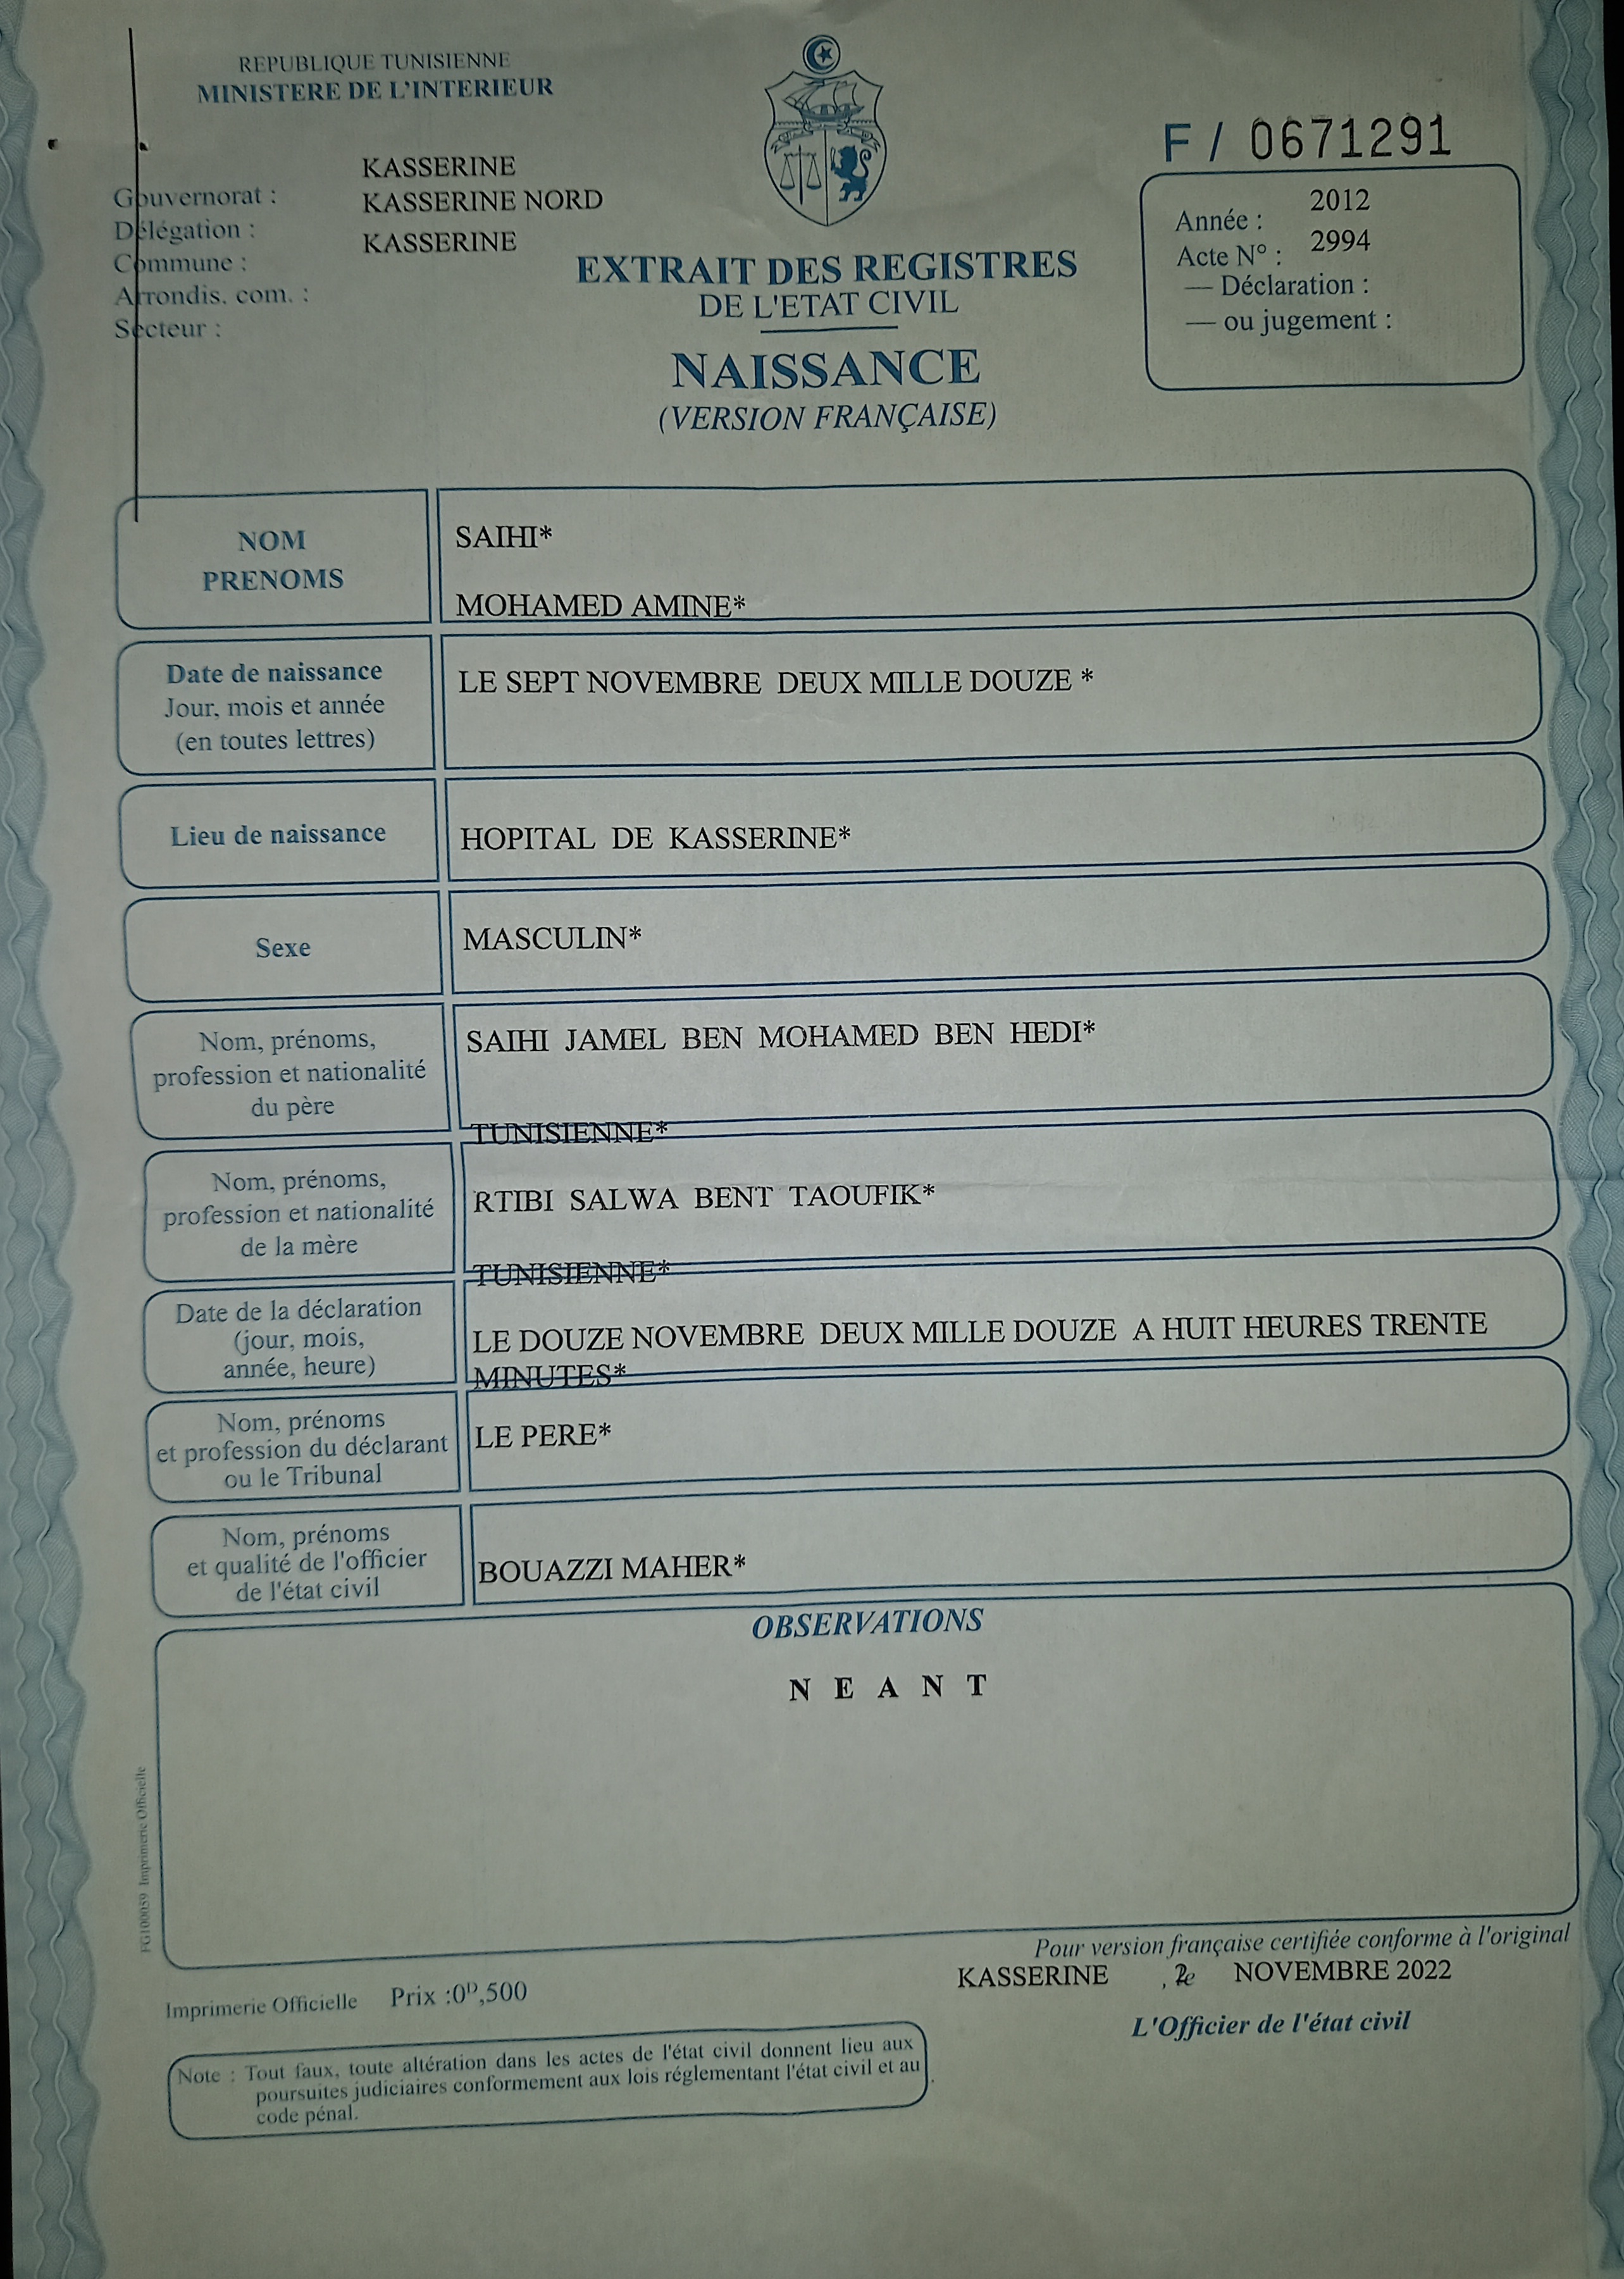 REPUBLIQUE TUNISIENNE
MINISTERE DE L'INTERIEUR
F / 0671291
KASSERINE
Gouvernorat :
KASSERINE NORD
Délégation :
KASSERINE
Commune :
Arrondis. com. :
Secteur :
Année : 2012
Acte N° : 2994
— Déclaration :
— ou jugement :
EXTRAIT DES REGISTRES
DE L'ETAT CIVIL
NAISSANCE
(VERSION FRANÇAISE)
NOM
PRENOMS
SAIHI*
MOHAMED AMINE*
Date de naissance
Jour, mois et année
(en toutes lettres)
LE SEPT NOVEMBRE DEUX MILLE DOUZE *
Lieu de naissance
HOPITAL DE KASSERINE*
Sexe
MASCULIN*
Nom, prénoms,
profession et nationalité
du père
SAIHI JAMEL BEN MOHAMED BEN HEDI*
TUNISIENNE*
Nom, prénoms,
profession et nationalité
de la mère
RTIBI SALWA BENT TAOUFIK*
TUNISIENNE*
Date de la déclaration
(jour, mois,
année, heure)
LE DOUZE NOVEMBRE DEUX MILLE DOUZE A HUIT HEURES TRENTE
MINUTES*
Nom, prénoms
et profession du déclarant
ou le Tribunal
LE PERE*
Nom, prénoms
et qualité de l'officier
de l'état civil
BOUAZZI MAHER*
OBSERVATIONS
N E A N T
FG100059 Imprimerie Officielle
Pour version française certifiée conforme à l'original
KASSERINE , NOVEMBRE 2022
L'Officier de l'état civil
Imprimerie Officielle Prix :0ᴰ,500
Note : Tout faux, toute altération dans les actes de l'état civil donnent lieu aux
poursuites judiciaires conformement aux lois réglementant l'état civil et au
code pénal.